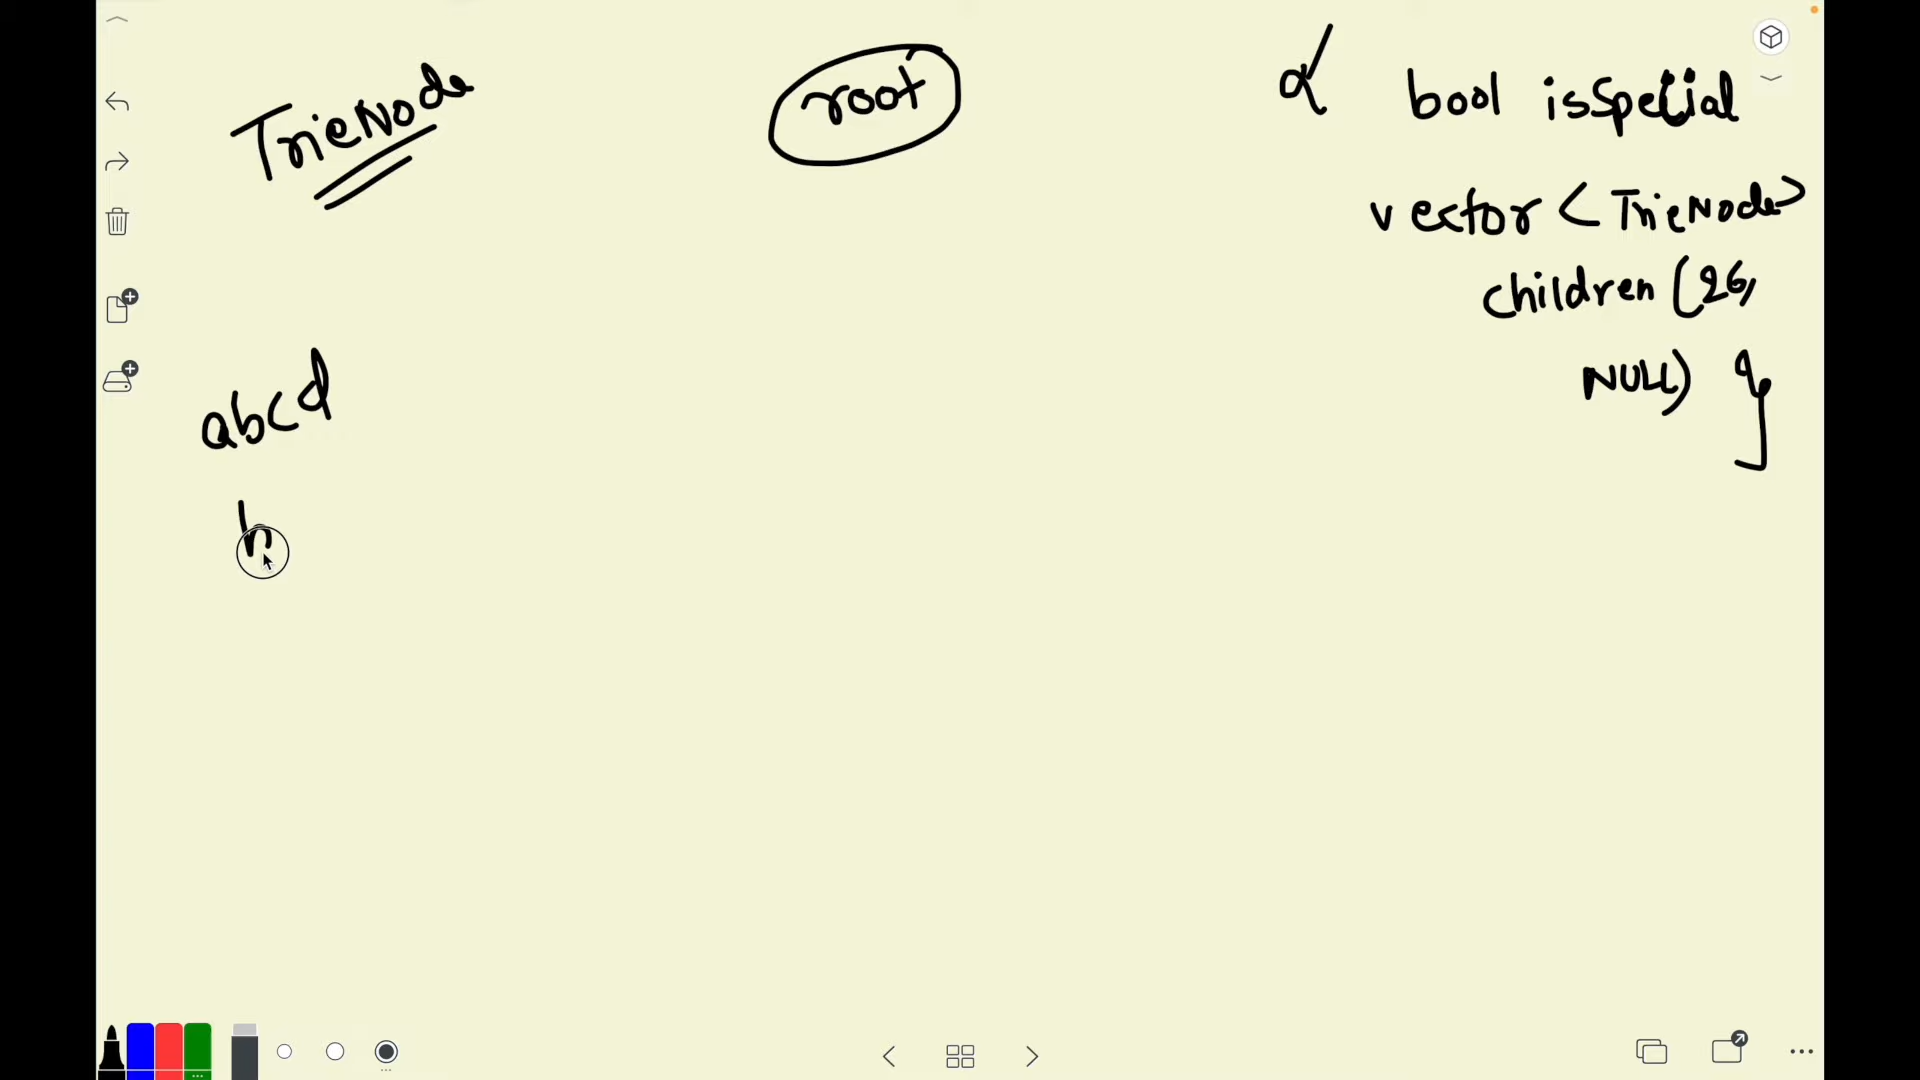 TrieNode
root
bool isSpecial
vector<TrieNode>
children (26,
NULL) }
abcd